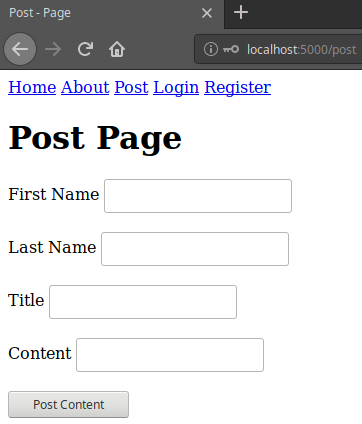 Post - Page
localhost:5000/post
Home About Post Login Register
Post Page
First Name
Last Name
Title
Content
Post Content